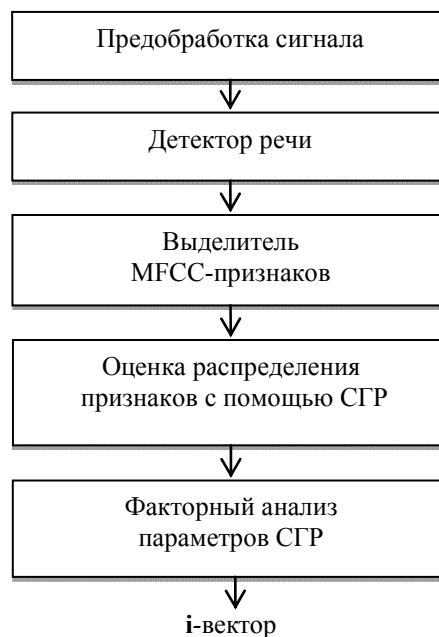 Предобработка сигнала
Детектор речи
Выделитель
MFCC-признаков
Оценка распределения
признаков с помощью СГР
Факторный анализ
параметров СГР
i-вектор